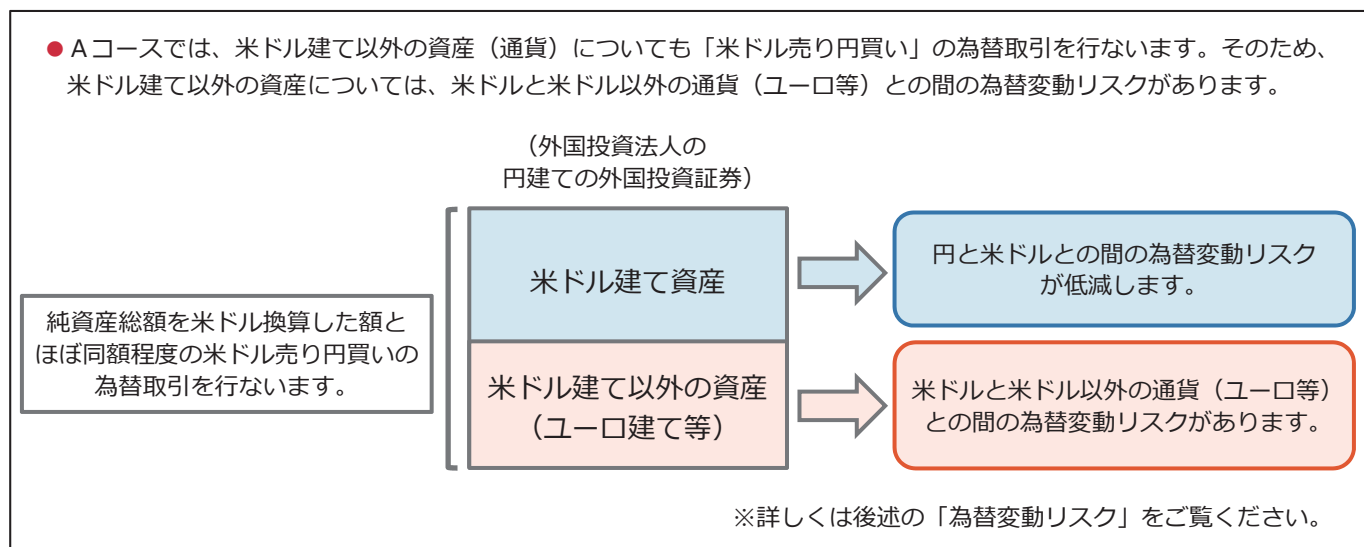 ● Aコースでは、米ドル建て以外の資産（通貨）についても「米ドル売り円買い」の為替取引を行ないます。そのため、
米ドル建て以外の資産については、米ドルと米ドル以外の通貨（ユーロ等）との間の為替変動リスクがあります。
（外国投資法人の
円建ての外国投資証券）
純資産総額を米ドル換算した額と
ほぼ同額程度の米ドル売り円買いの
為替取引を行ないます。
米ドル建て資産
円と米ドルとの間の為替変動リスク
が低減します。
米ドル建て以外の資産
（ユーロ建て等）
米ドルと米ドル以外の通貨（ユーロ等）
との間の為替変動リスクがあります。
※詳しくは後述の「為替変動リスク」をご覧ください。